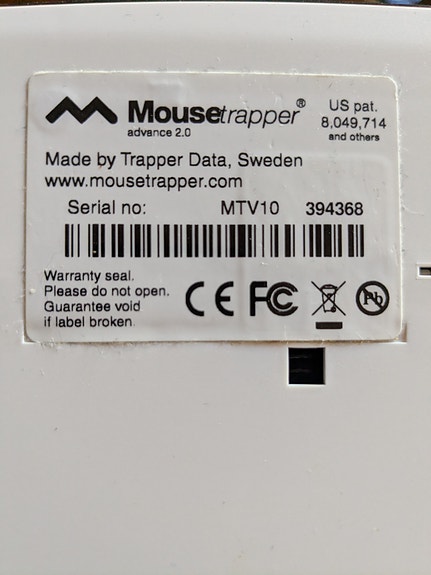 Mousetrapper®
advance 2.0
US pat.
8,049,714
and others
Made by Trapper Data, Sweden
www.mousetrapper.com
Serial no: MTV10 394368
Warranty seal.
Please do not open.
Guarantee void
if label broken.
CE FC Pb